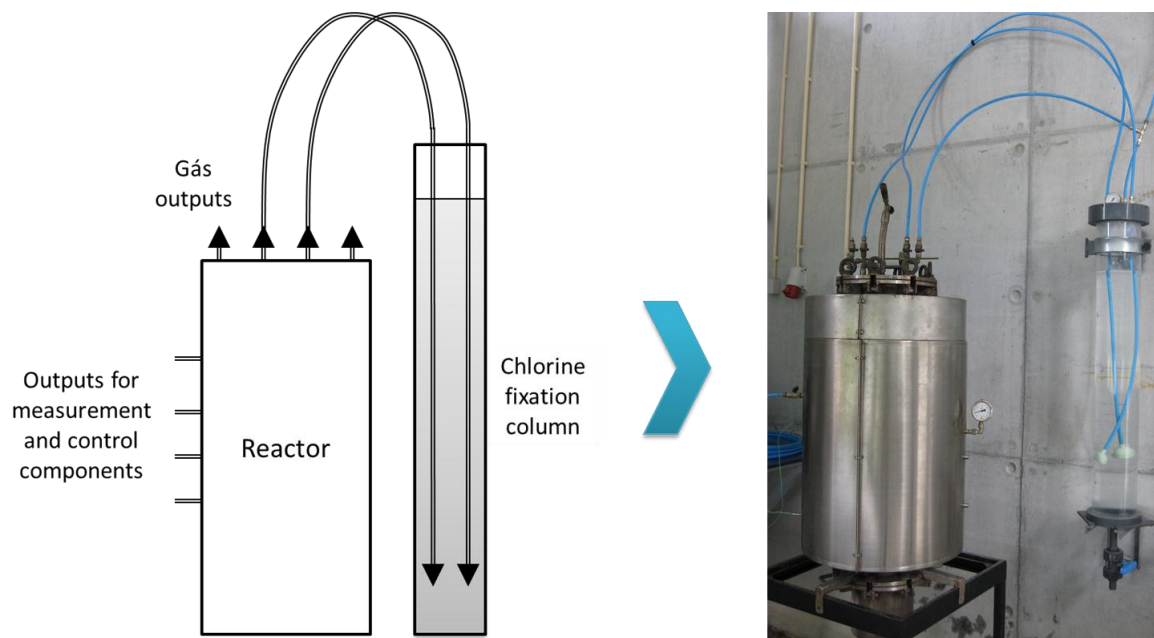 Gás
outputs
Outputs for
measurement
and control
components
Reactor
Chlorine
fixation
column